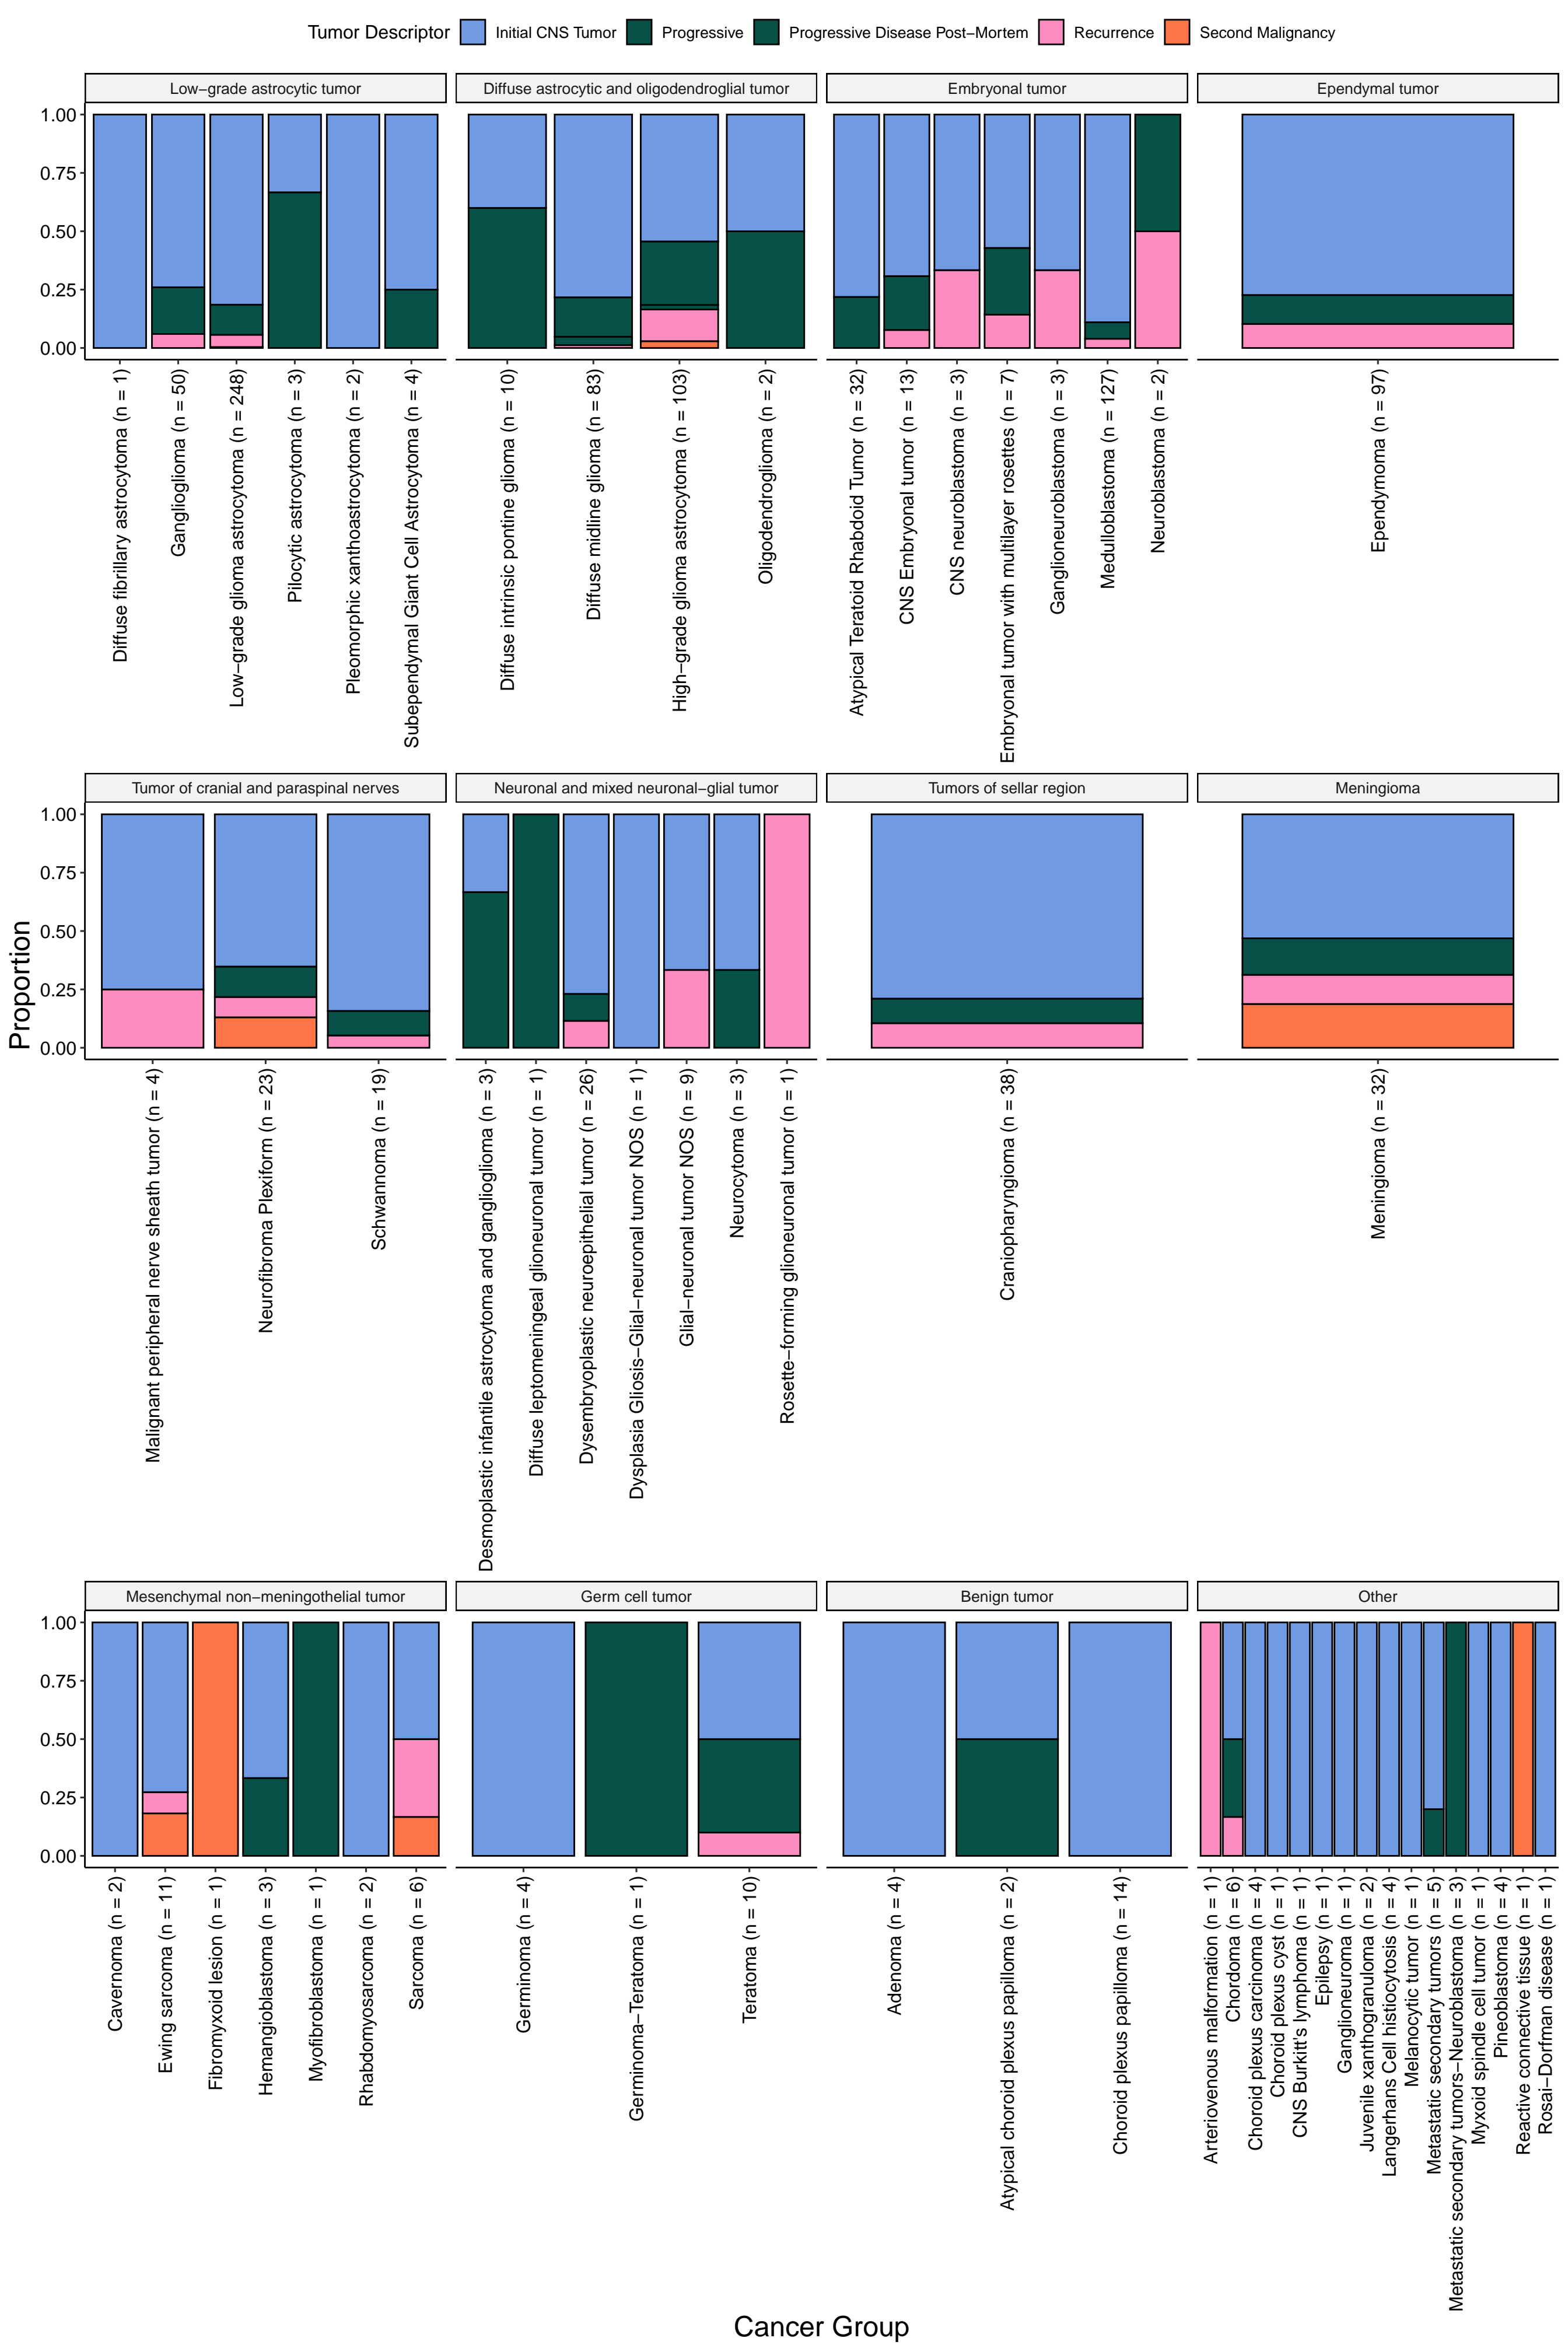 Tumor Descriptor Initial CNS Tumor Progressive Progressive Disease Post−Mortem Recurrence Second Malignancy
Low−grade astrocytic tumor
Diffuse astrocytic and oligodendroglial tumor
Embryonal tumor
Ependymal tumor
1.00
0.75
0.50
0.25
0.00
Diffuse fibrillary astrocytoma (n = 1)
Ganglioglioma (n = 50)
Low−grade glioma astrocytoma (n = 248)
Pilocytic astrocytoma (n = 3)
Pleomorphic xanthoastrocytoma (n = 2)
Subependymal Giant Cell Astrocytoma (n = 4)
Diffuse intrinsic pontine glioma (n = 10)
Diffuse midline glioma (n = 83)
High−grade glioma astrocytoma (n = 103)
Oligodendroglioma (n = 2)
Atypical Teratoid Rhabdoid Tumor (n = 32)
CNS Embryonal tumor (n = 13)
CNS neuroblastoma (n = 3)
Embryonal tumor with multilayer rosettes (n = 7)
Ganglioneuroblastoma (n = 3)
Medulloblastoma (n = 127)
Neuroblastoma (n = 2)
Ependymoma (n = 97)
Tumor of cranial and paraspinal nerves
Neuronal and mixed neuronal−glial tumor
Tumors of sellar region
Meningioma
1.00
0.75
0.50
0.25
0.00
Malignant peripheral nerve sheath tumor (n = 4)
Neurofibroma Plexiform (n = 23)
Schwannoma (n = 19)
Desmoplastic infantile astrocytoma and ganglioglioma (n = 3)
Diffuse leptomeningeal glioneuronal tumor (n = 1)
Dysembryoplastic neuroepithelial tumor (n = 26)
Dysplasia Gliosis−Glial−neuronal tumor NOS (n = 1)
Glial−neuronal tumor NOS (n = 9)
Neurocytoma (n = 3)
Rosette−forming glioneuronal tumor (n = 1)
Craniopharyngioma (n = 38)
Meningioma (n = 32)
Proportion
Mesenchymal non−meningothelial tumor
Germ cell tumor
Benign tumor
Other
1.00
0.75
0.50
0.25
0.00
Cavernoma (n = 2)
Ewing sarcoma (n = 11)
Fibromyxoid lesion (n = 1)
Hemangioblastoma (n = 3)
Myofibroblastoma (n = 1)
Rhabdomyosarcoma (n = 2)
Sarcoma (n = 6)
Germinoma (n = 4)
Germinoma−Teratoma (n = 1)
Teratoma (n = 10)
Adenoma (n = 4)
Atypical choroid plexus papilloma (n = 2)
Choroid plexus papilloma (n = 14)
Arteriovenous malformation (n = 1)
Chordoma (n = 6)
Choroid plexus carcinoma (n = 4)
Choroid plexus cyst (n = 1)
CNS Burkitt's lymphoma (n = 1)
Epilepsy (n = 1)
Ganglioneuroma (n = 1)
Juvenile xanthogranuloma (n = 2)
Langerhans Cell histiocytosis (n = 4)
Melanocytic tumor (n = 1)
Metastatic secondary tumors (n = 5)
Metastatic secondary tumors−Neuroblastoma (n = 3)
Myxoid spindle cell tumor (n = 1)
Pineoblastoma (n = 4)
Reactive connective tissue (n = 1)
Rosai−Dorfman disease (n = 1)
Cancer Group